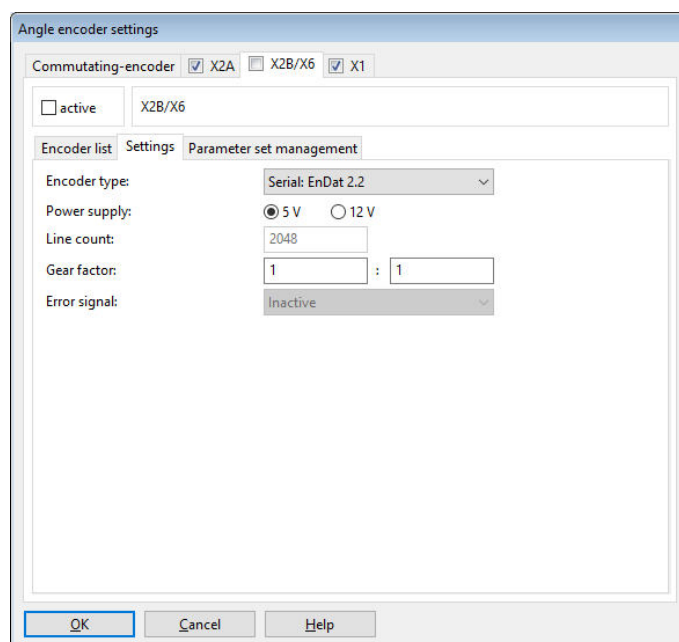 Angle encoder settings
Commutating-encoder X2A X2B/X6 X1
active X2B/X6
Encoder list Settings Parameter set management
Encoder type: Serial: EnDat 2.2
Power supply: 5 V 12 V
Line count: 2048
Gear factor: 1 : 1
Error signal: Inactive
OK Cancel Help